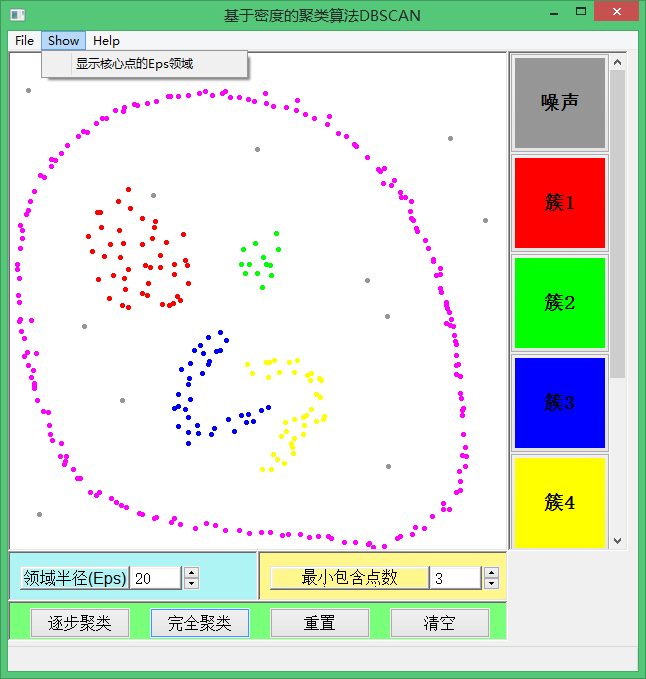 基于密度的聚类算法DBSCAN
File Show Help
显示核心点的Eps领域
噪声
簇1
簇2
簇3
簇4
领域半径(Eps) 20 最小包含点数 3
逐步聚类 完全聚类 重置 清空